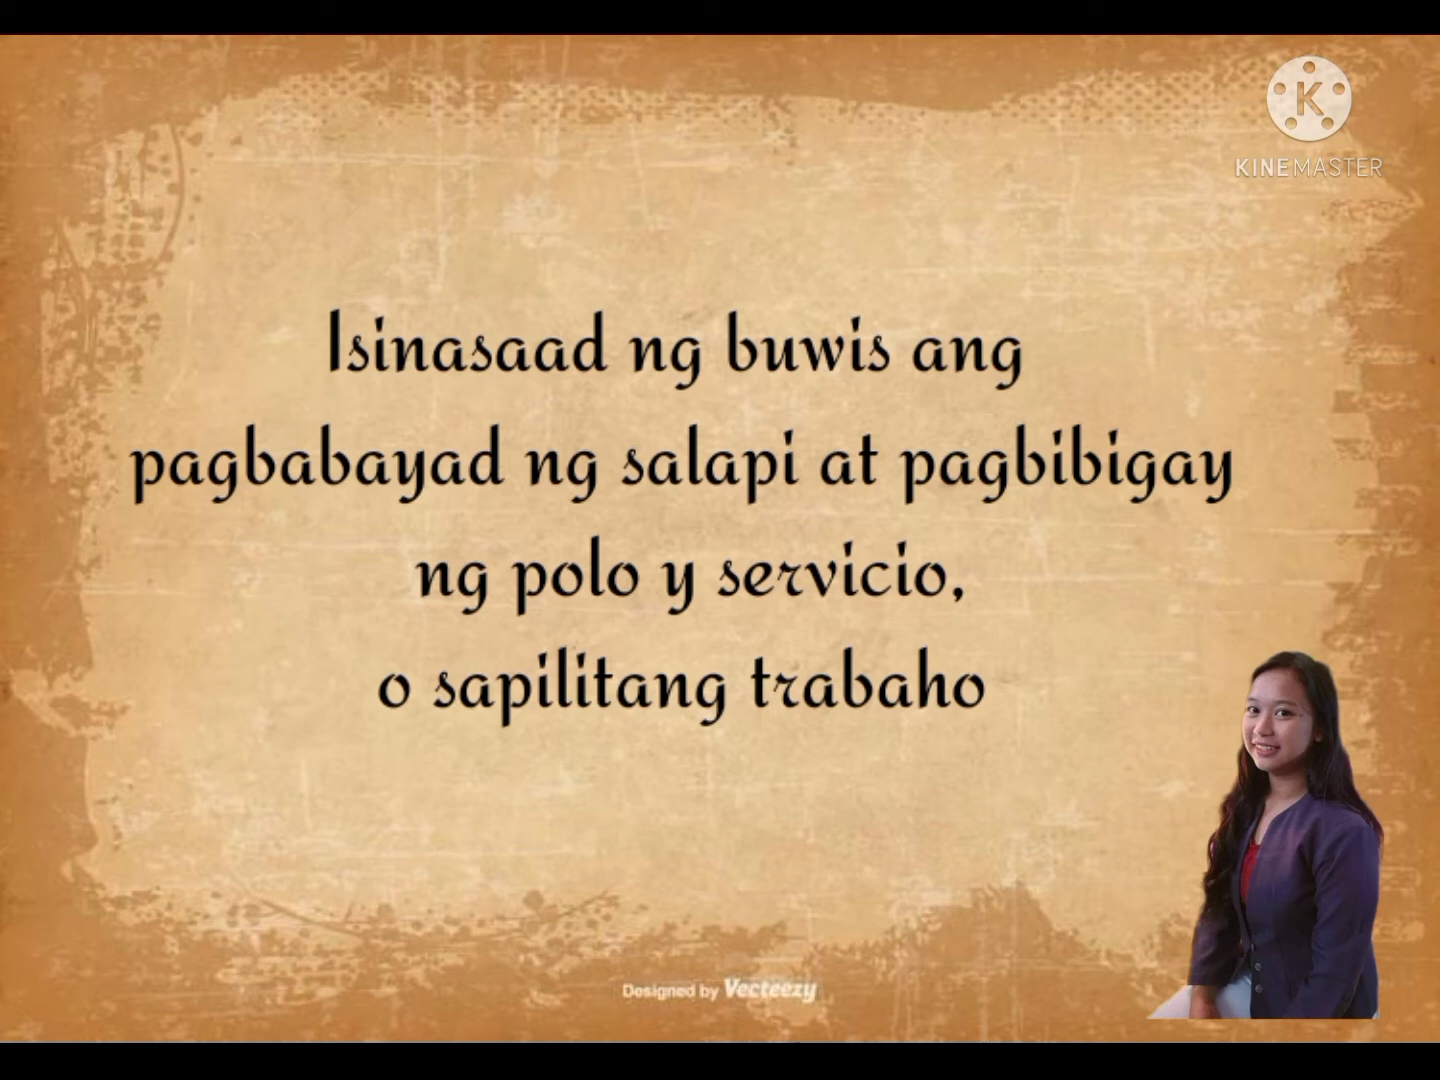 K
KINEMASTER
Isinasaad ng buwis ang
pagbabayad ng salapi at pagbibigay
ng polo y servicio,
o sapilitang trabaho
Designed by Vecteezy